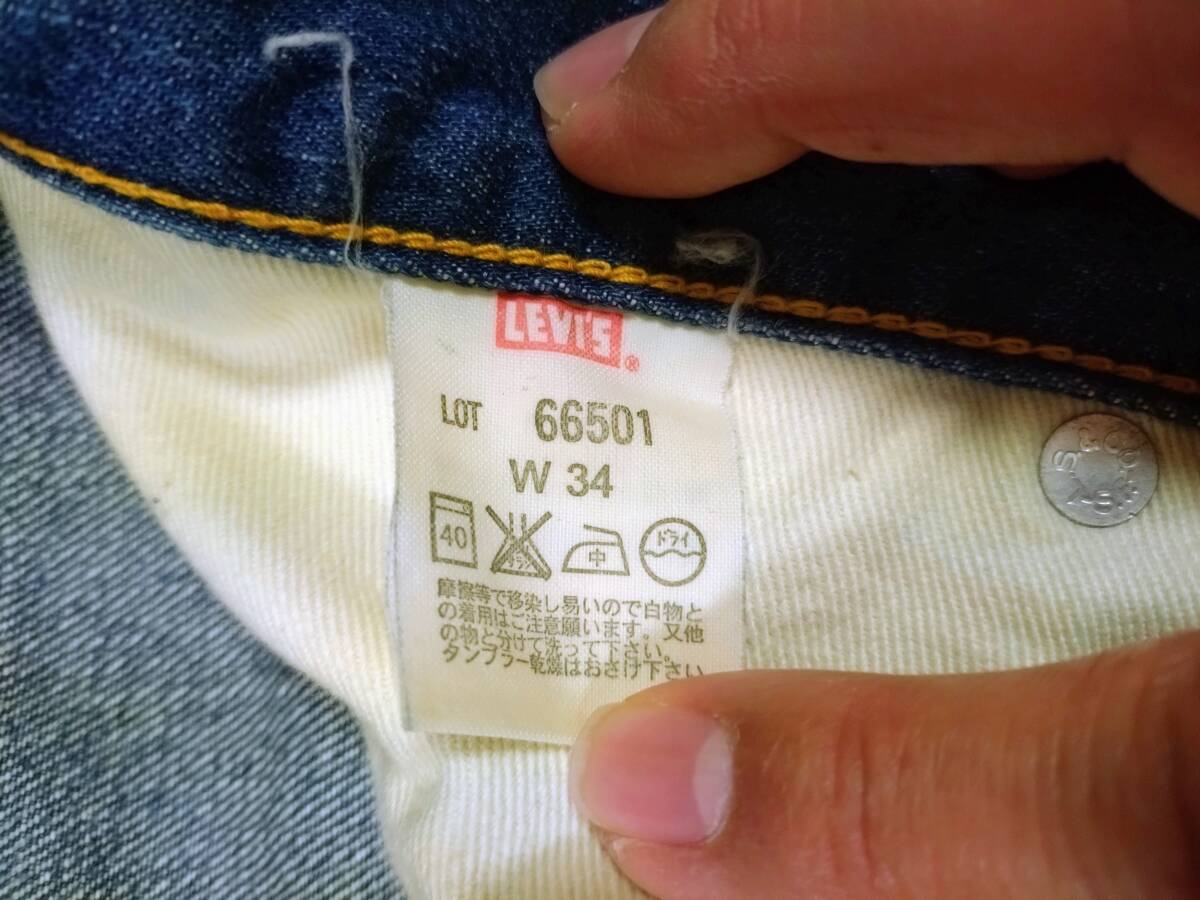 LEVI'S®
LOT 66501
W 34
40
中
ドライ
摩擦等で移染し易いので白物と
の着用はご注意願います。又他
の物と分けて洗って下さい。
タンブラー乾燥はおさけ下さい